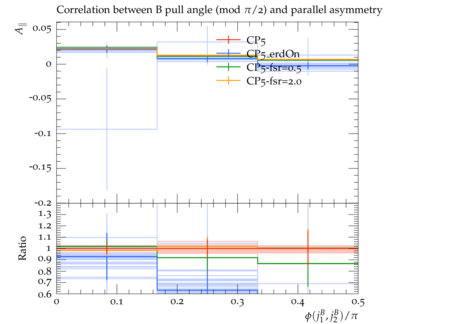 Correlation between B pull angle (mod π/2) and parallel asymmetry
A∥
0.05
0
-0.05
-0.1
-0.15
-0.2
CP5
CP5_erdOn
CP5-fsr=0.5
CP5-fsr=2.0
Ratio
1.3
1.2
1.1
1
0.9
0.8
0.7
0.6
0 0.1 0.2 0.3 0.4 0.5
ϕ(j₁ᴮ, j₂ᴮ)/π